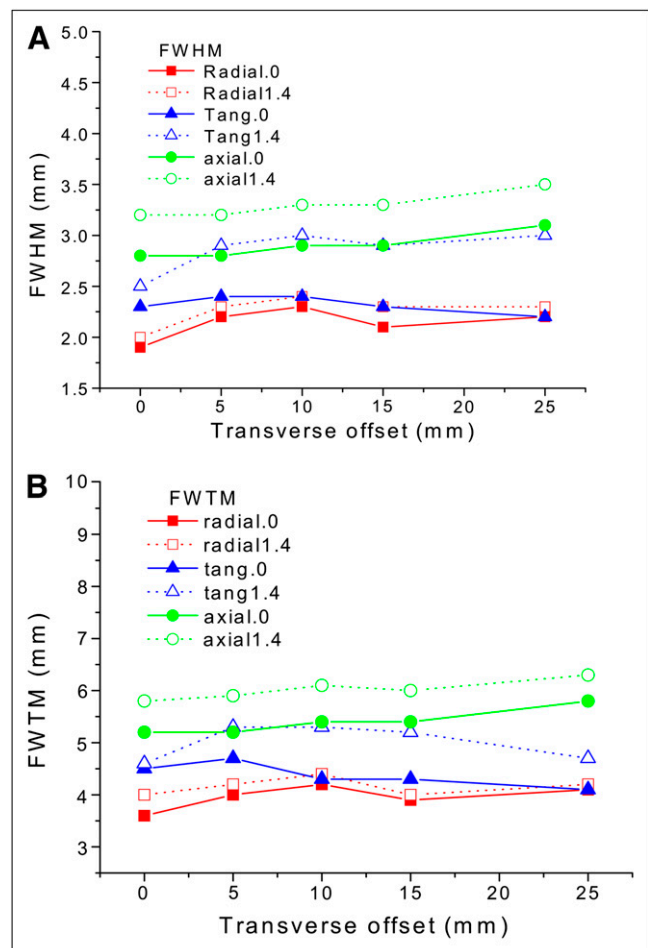 A
FWHM
Radial.0
Radial1.4
Tang.0
Tang1.4
axial.0
axial1.4
FWHM (mm)
5.0
4.5
4.0
3.5
3.0
2.5
2.0
1.5
0 5 10 15 20 25
Transverse offset (mm)
B
FWTM
radial.0
radial1.4
tang.0
tang1.4
axial.0
axial1.4
FWTM (mm)
10
9
8
7
6
5
4
3
0 5 10 15 20 25
Transverse offset (mm)